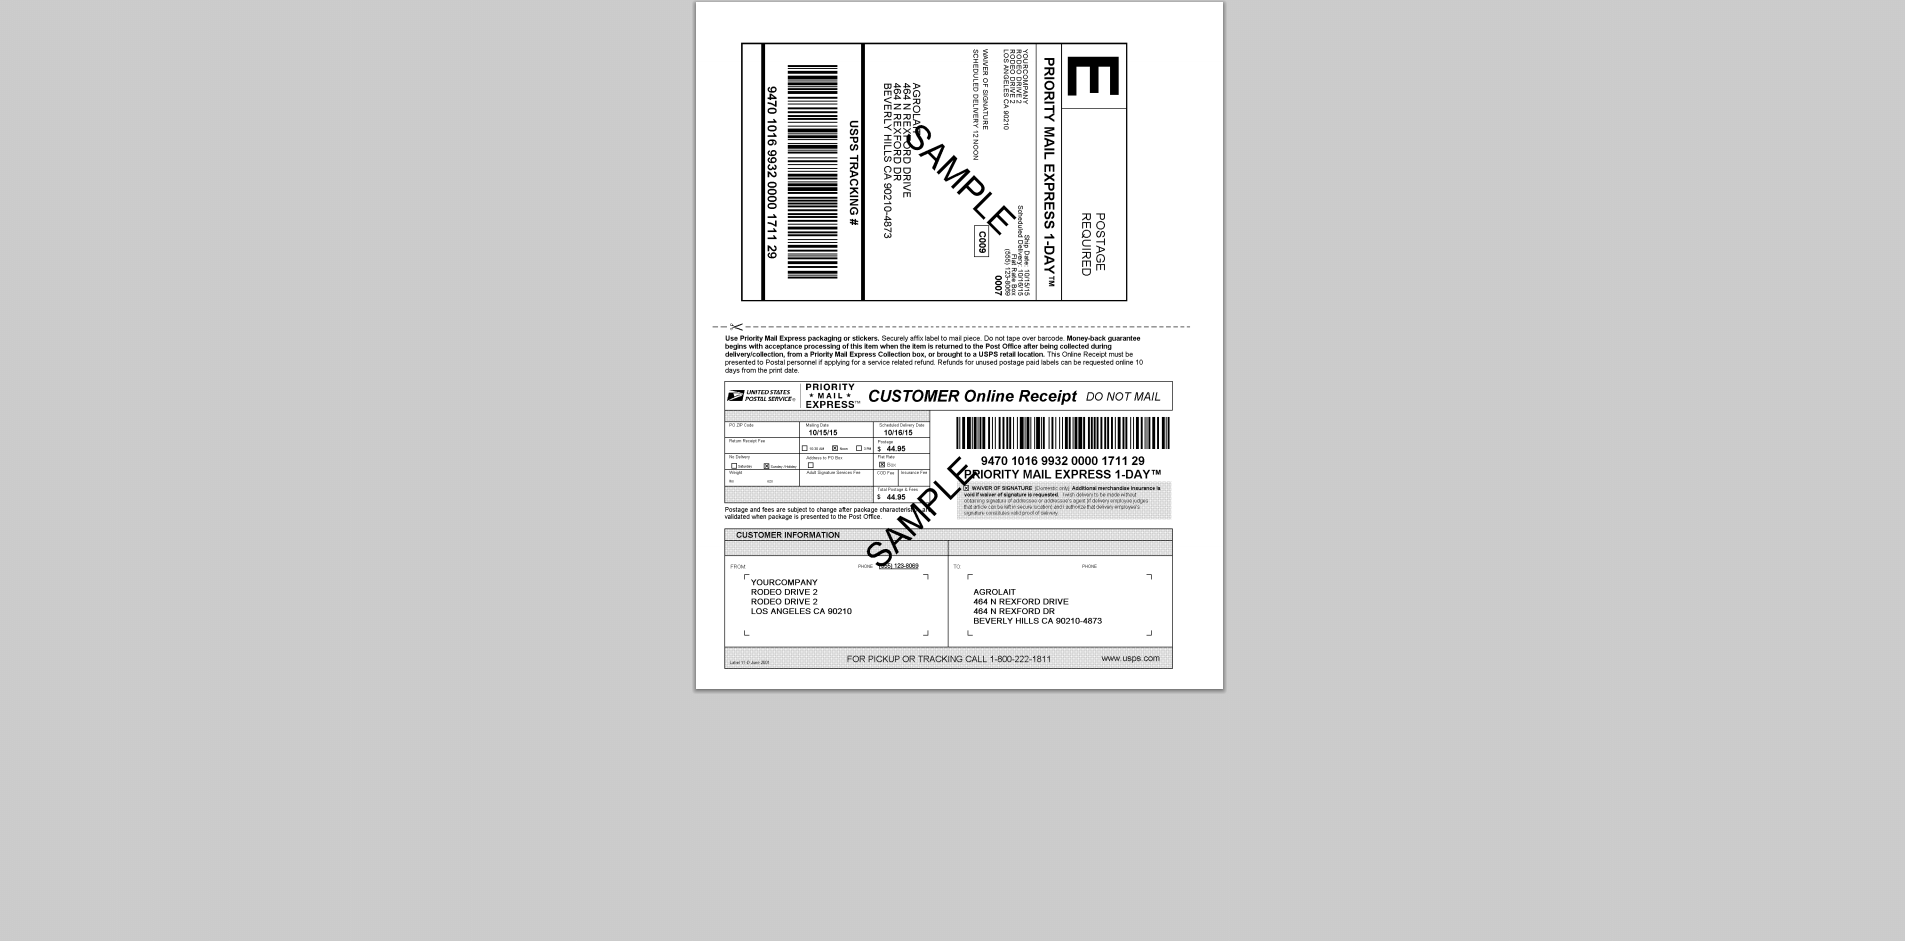 E
POSTAGE
REQUIRED
PRIORITY MAIL EXPRESS 1-DAY™
YOURCOMPANY
RODEO DRIVE 2
RODEO DRIVE 2
LOS ANGELES CA 90210
Ship Date: 10/15/15
Scheduled Delivery: 10/16/15
Flat Rate Box
(555) 123-8069
0007
WAIVER OF SIGNATURE
SCHEDULED DELIVERY 12 NOON
C009
AGROLAIT
464 N REXFORD DRIVE
464 N REXFORD DR
BEVERLY HILLS CA 90210-4873
SAMPLE
USPS TRACKING #
9470 1016 9932 0000 1711 29
Use Priority Mail Express packaging or stickers. Securely affix label to mail piece. Do not tape over barcode. Money-back guarantee
begins with acceptance processing of this item when the item is returned to the Post Office after being collected during
delivery/collection, from a Priority Mail Express Collection box, or brought to a USPS retail location. This Online Receipt must be
presented to Postal personnel if applying for a service related refund. Refunds for unused postage paid labels can be requested online 10
days from the print date.
UNITED STATES
POSTAL SERVICE®
PRIORITY
★ MAIL ★
EXPRESS™
CUSTOMER Online Receipt DO NOT MAIL
PO ZIP Code
Mailing Date
10/15/15
Scheduled Delivery Date
10/16/15
Return Receipt Fee
10:30 AM Noon 3 PM
Postage
$ 44.95
No Delivery
Saturday Sunday / Holiday
Address to PO Box
Flat Rate
Box
Weight
lbs ozs
Adult Signature Services Fee
COD Fee
Insurance Fee
Total Postage & Fees
$ 44.95
Postage and fees are subject to change after package characteristics are
validated when package is presented to the Post Office.
9470 1016 9932 0000 1711 29
PRIORITY MAIL EXPRESS 1-DAY™
WAIVER OF SIGNATURE (Domestic only) Additional merchandise insurance is
void if waiver of signature is requested. I wish delivery to be made without
obtaining signature of addressee or addressee's agent (if delivery employee judges
that article can be left in secure location) and I authorize that delivery employee's
signature constitutes valid proof of delivery.
SAMPLE
CUSTOMER INFORMATION
FROM: PHONE (555) 123-8069
YOURCOMPANY
RODEO DRIVE 2
RODEO DRIVE 2
LOS ANGELES CA 90210
TO: PHONE
AGROLAIT
464 N REXFORD DRIVE
464 N REXFORD DR
BEVERLY HILLS CA 90210-4873
Label 11-D June 2001
FOR PICKUP OR TRACKING CALL 1-800-222-1811
www.usps.com